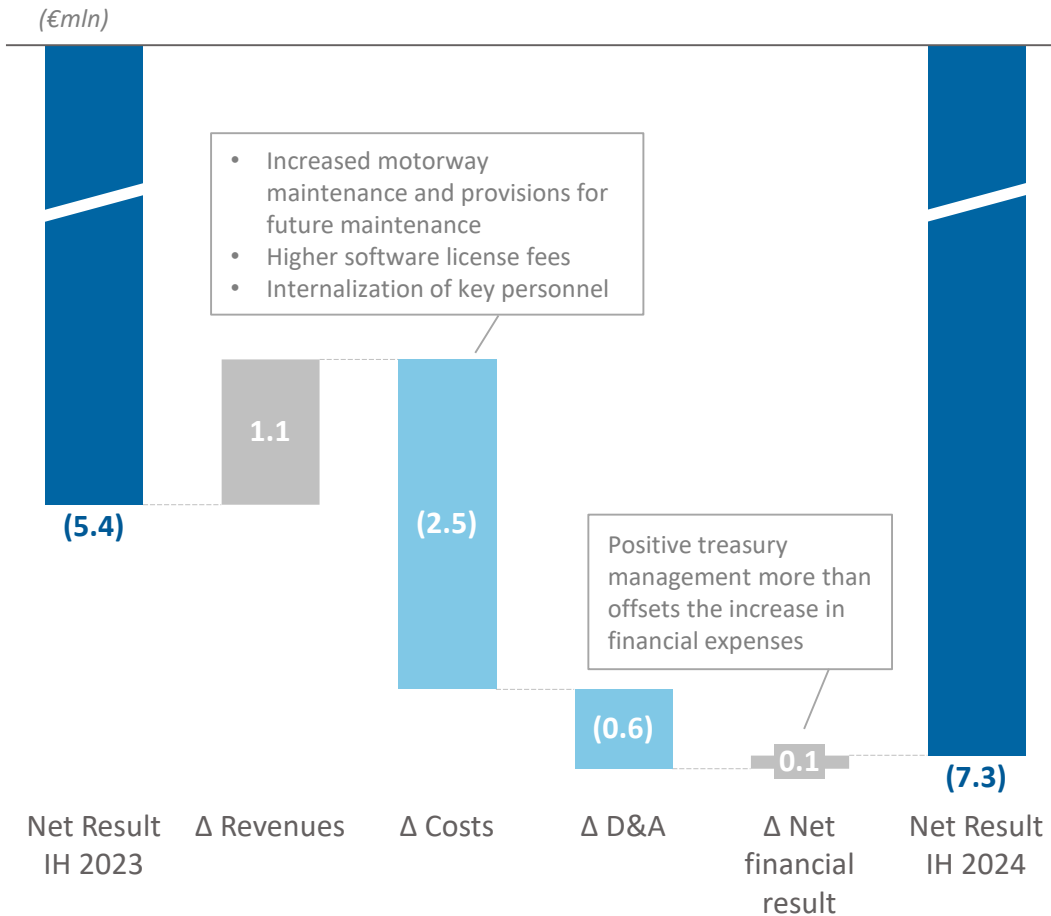 (€mln)
• Increased motorway
maintenance and provisions for
future maintenance
• Higher software license fees
• Internalization of key personnel
1.1
(2.5)
(5.4)
Positive treasury
management more than
offsets the increase in
financial expenses
(0.6)
0.1
(7.3)
Net Result
IH 2023
Δ Revenues
Δ Costs
Δ D&A
Δ Net
financial
result
Net Result
IH 2024